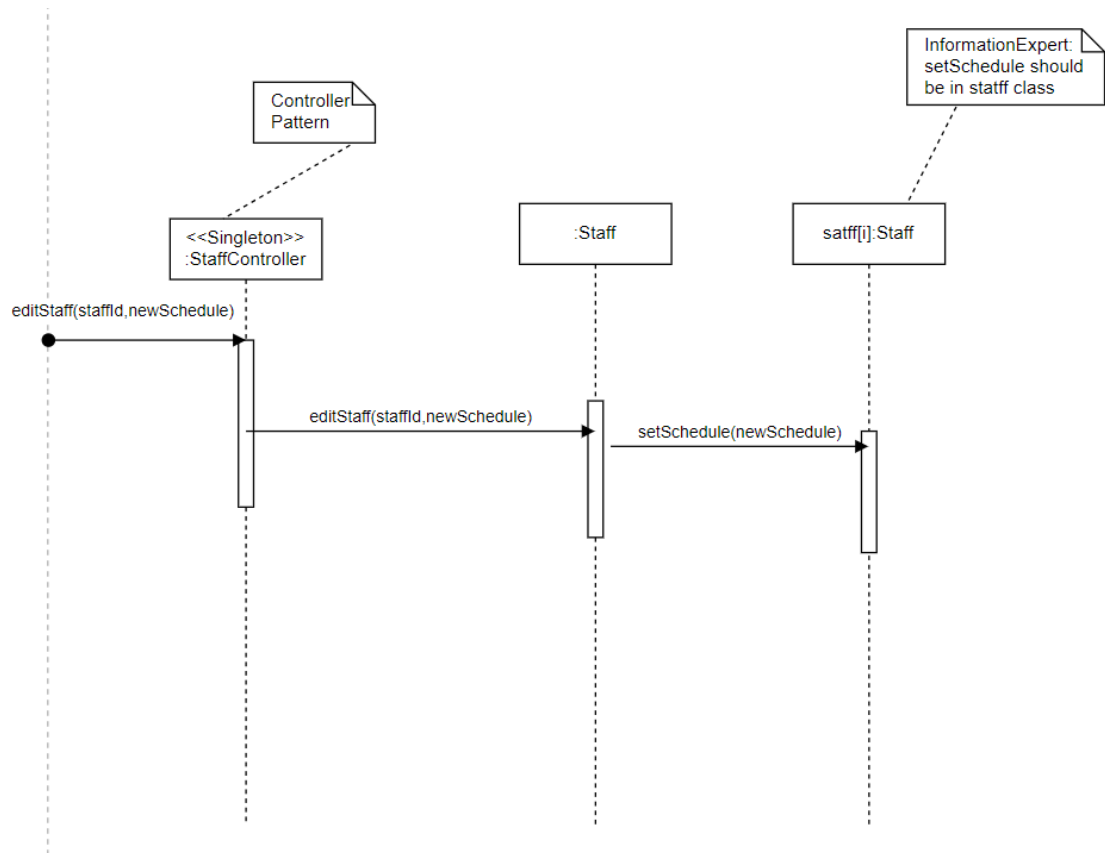 InformationExpert:
setSchedule should
be in statff class
Controller
Pattern
<<Singleton>>
:StaffController
:Staff
satff[i]:Staff
editStaff(staffId,newSchedule)
editStaff(staffId,newSchedule)
setSchedule(newSchedule)